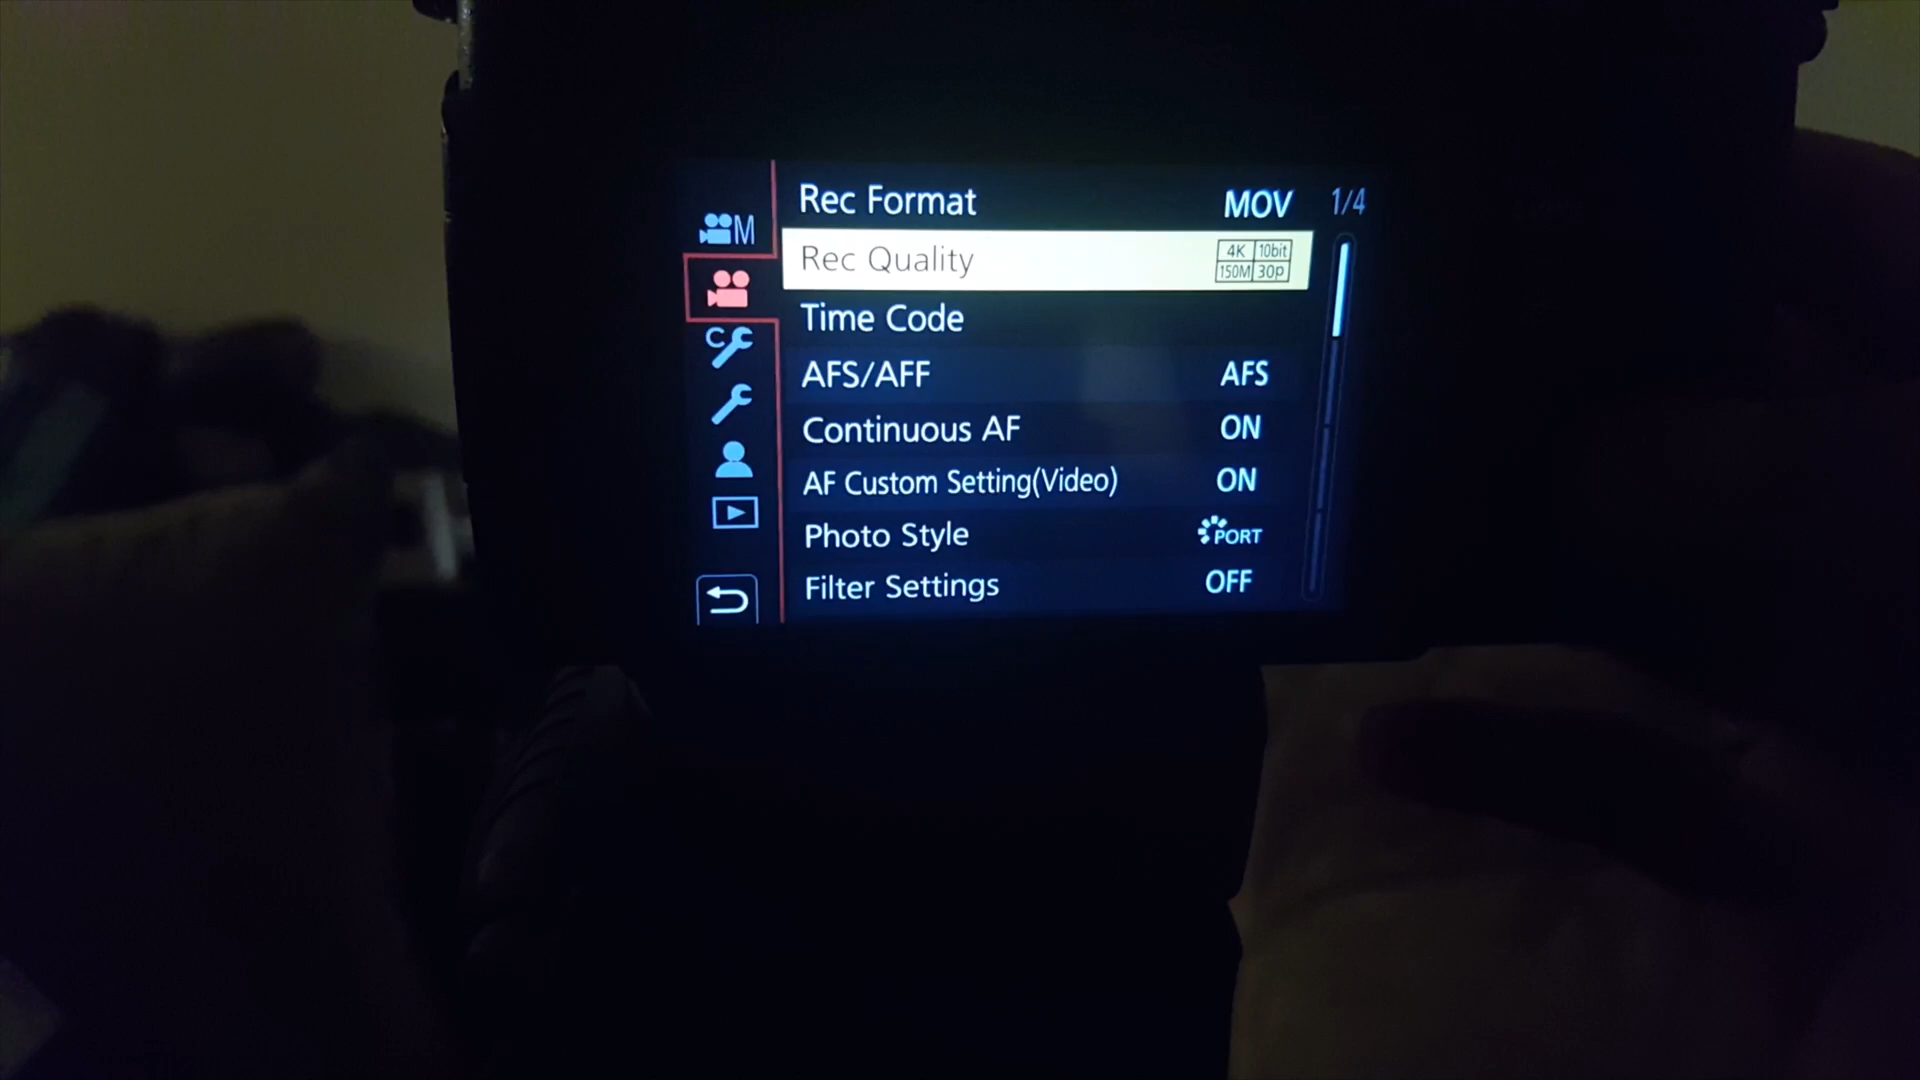 Rec Format MOV 1/4
M
Rec Quality 4K 10bit
150M 30p
Time Code
C
AFS/AFF AFS
Continuous AF ON
AF Custom Setting(Video) ON
Photo Style PORT
Filter Settings OFF